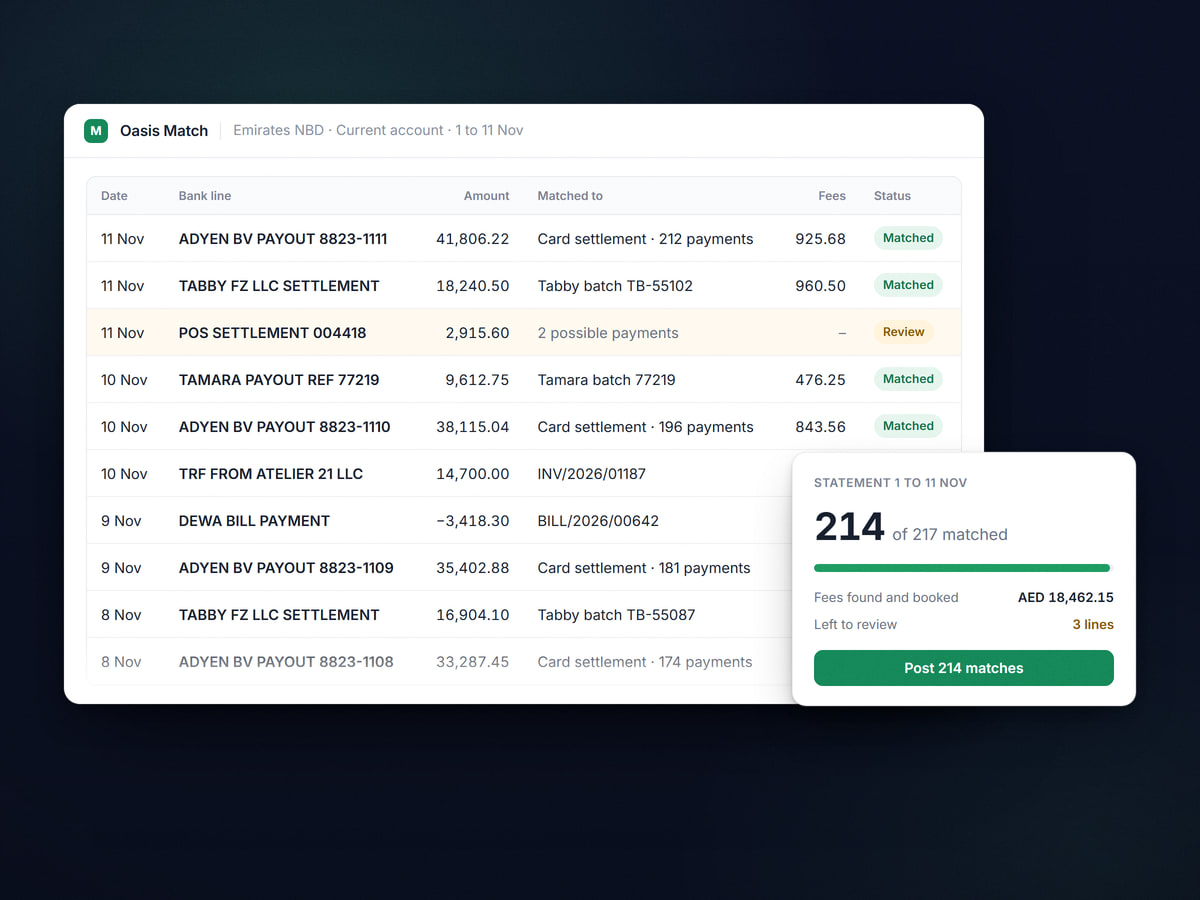 M Oasis Match Emirates NBD · Current account · 1 to 11 Nov
Date Bank line Amount Matched to Fees Status
11 Nov ADYEN BV PAYOUT 8823-1111 41,806.22 Card settlement · 212 payments 925.68 Matched
11 Nov TABBY FZ LLC SETTLEMENT 18,240.50 Tabby batch TB-55102 960.50 Matched
11 Nov POS SETTLEMENT 004418 2,915.60 2 possible payments – Review
10 Nov TAMARA PAYOUT REF 77219 9,612.75 Tamara batch 77219 476.25 Matched
10 Nov ADYEN BV PAYOUT 8823-1110 38,115.04 Card settlement · 196 payments 843.56 Matched
10 Nov TRF FROM ATELIER 21 LLC 14,700.00 INV/2026/01187
9 Nov DEWA BILL PAYMENT −3,418.30 BILL/2026/00642
9 Nov ADYEN BV PAYOUT 8823-1109 35,402.88 Card settlement · 181 payments
8 Nov TABBY FZ LLC SETTLEMENT 16,904.10 Tabby batch TB-55087
8 Nov ADYEN BV PAYOUT 8823-1108 33,287.45 Card settlement · 174 payments
STATEMENT 1 TO 11 NOV
214 of 217 matched
Fees found and booked AED 18,462.15
Left to review 3 lines
Post 214 matches